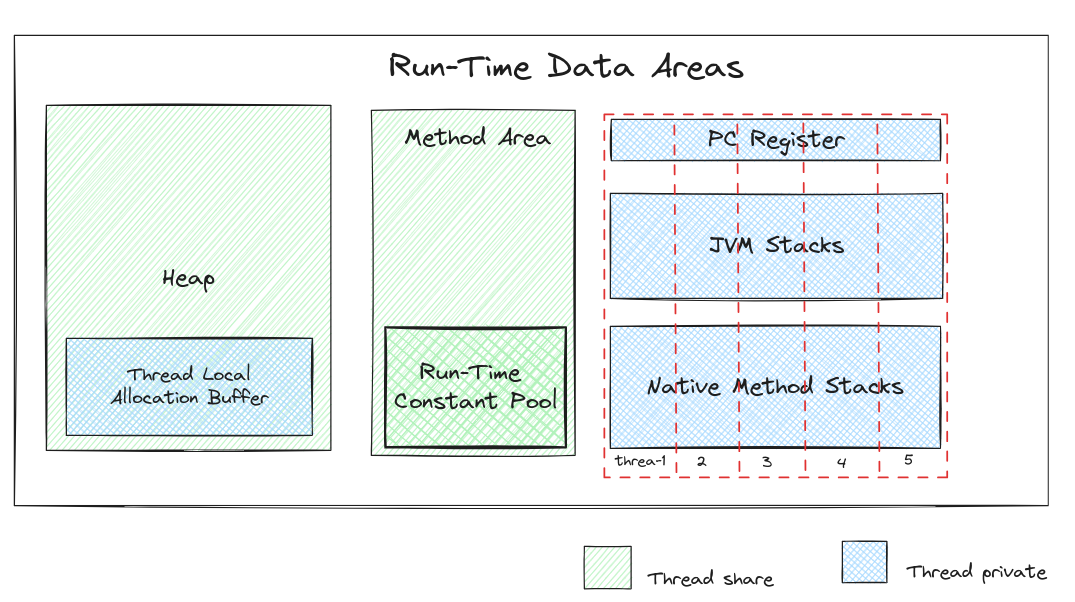 Run-Time Data Areas
Heap
Thread Local
Allocation Buffer
Method Area
Run-Time
Constant Pool
PC Register
JVM Stacks
Native Method Stacks
threa-1 2 3 4 5
Thread share
Thread private